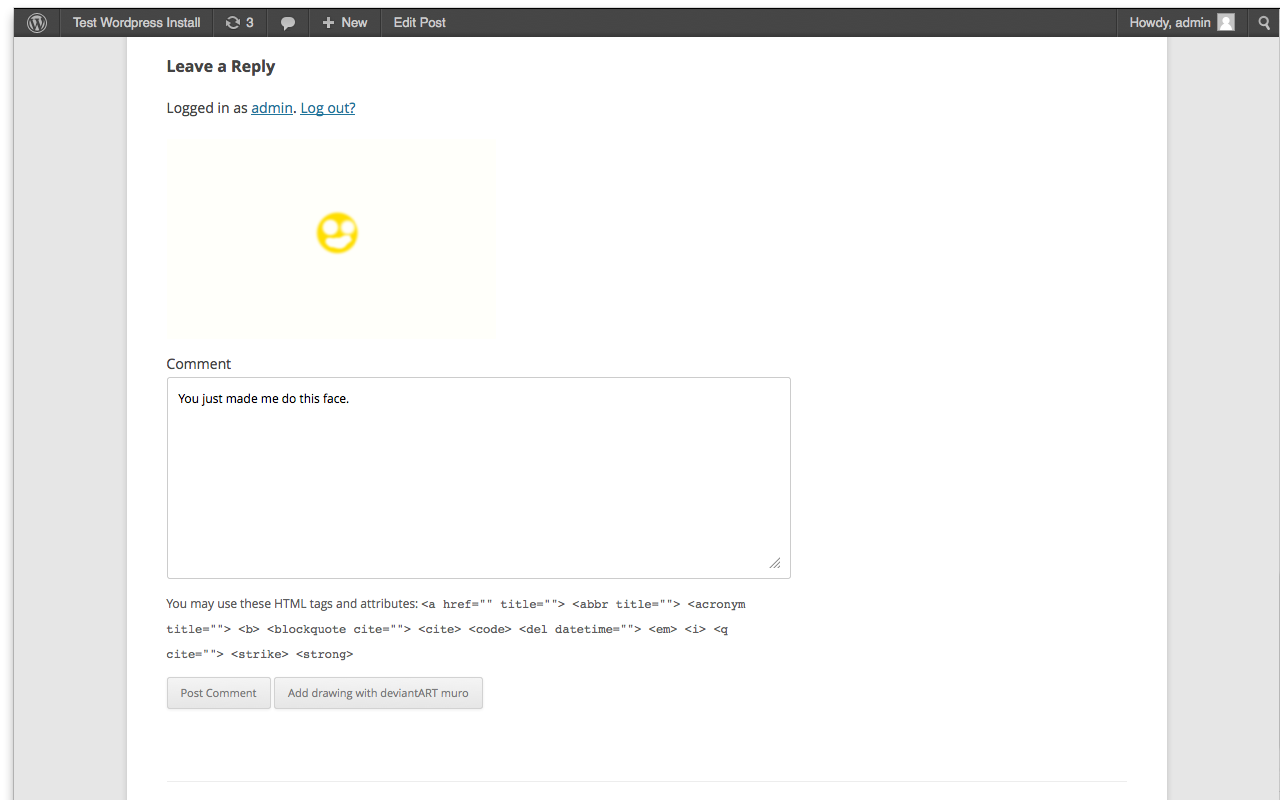 Test Wordpress Install 3 New Edit Post Howdy, admin
Leave a Reply
Logged in as admin. Log out?
Comment
You just made me do this face.
You may use these HTML tags and attributes: <a href="" title=""> <abbr title=""> <acronym
title=""> <b> <blockquote cite=""> <cite> <code> <del datetime=""> <em> <i> <q
cite=""> <strike> <strong>
Post Comment Add drawing with deviantART muro